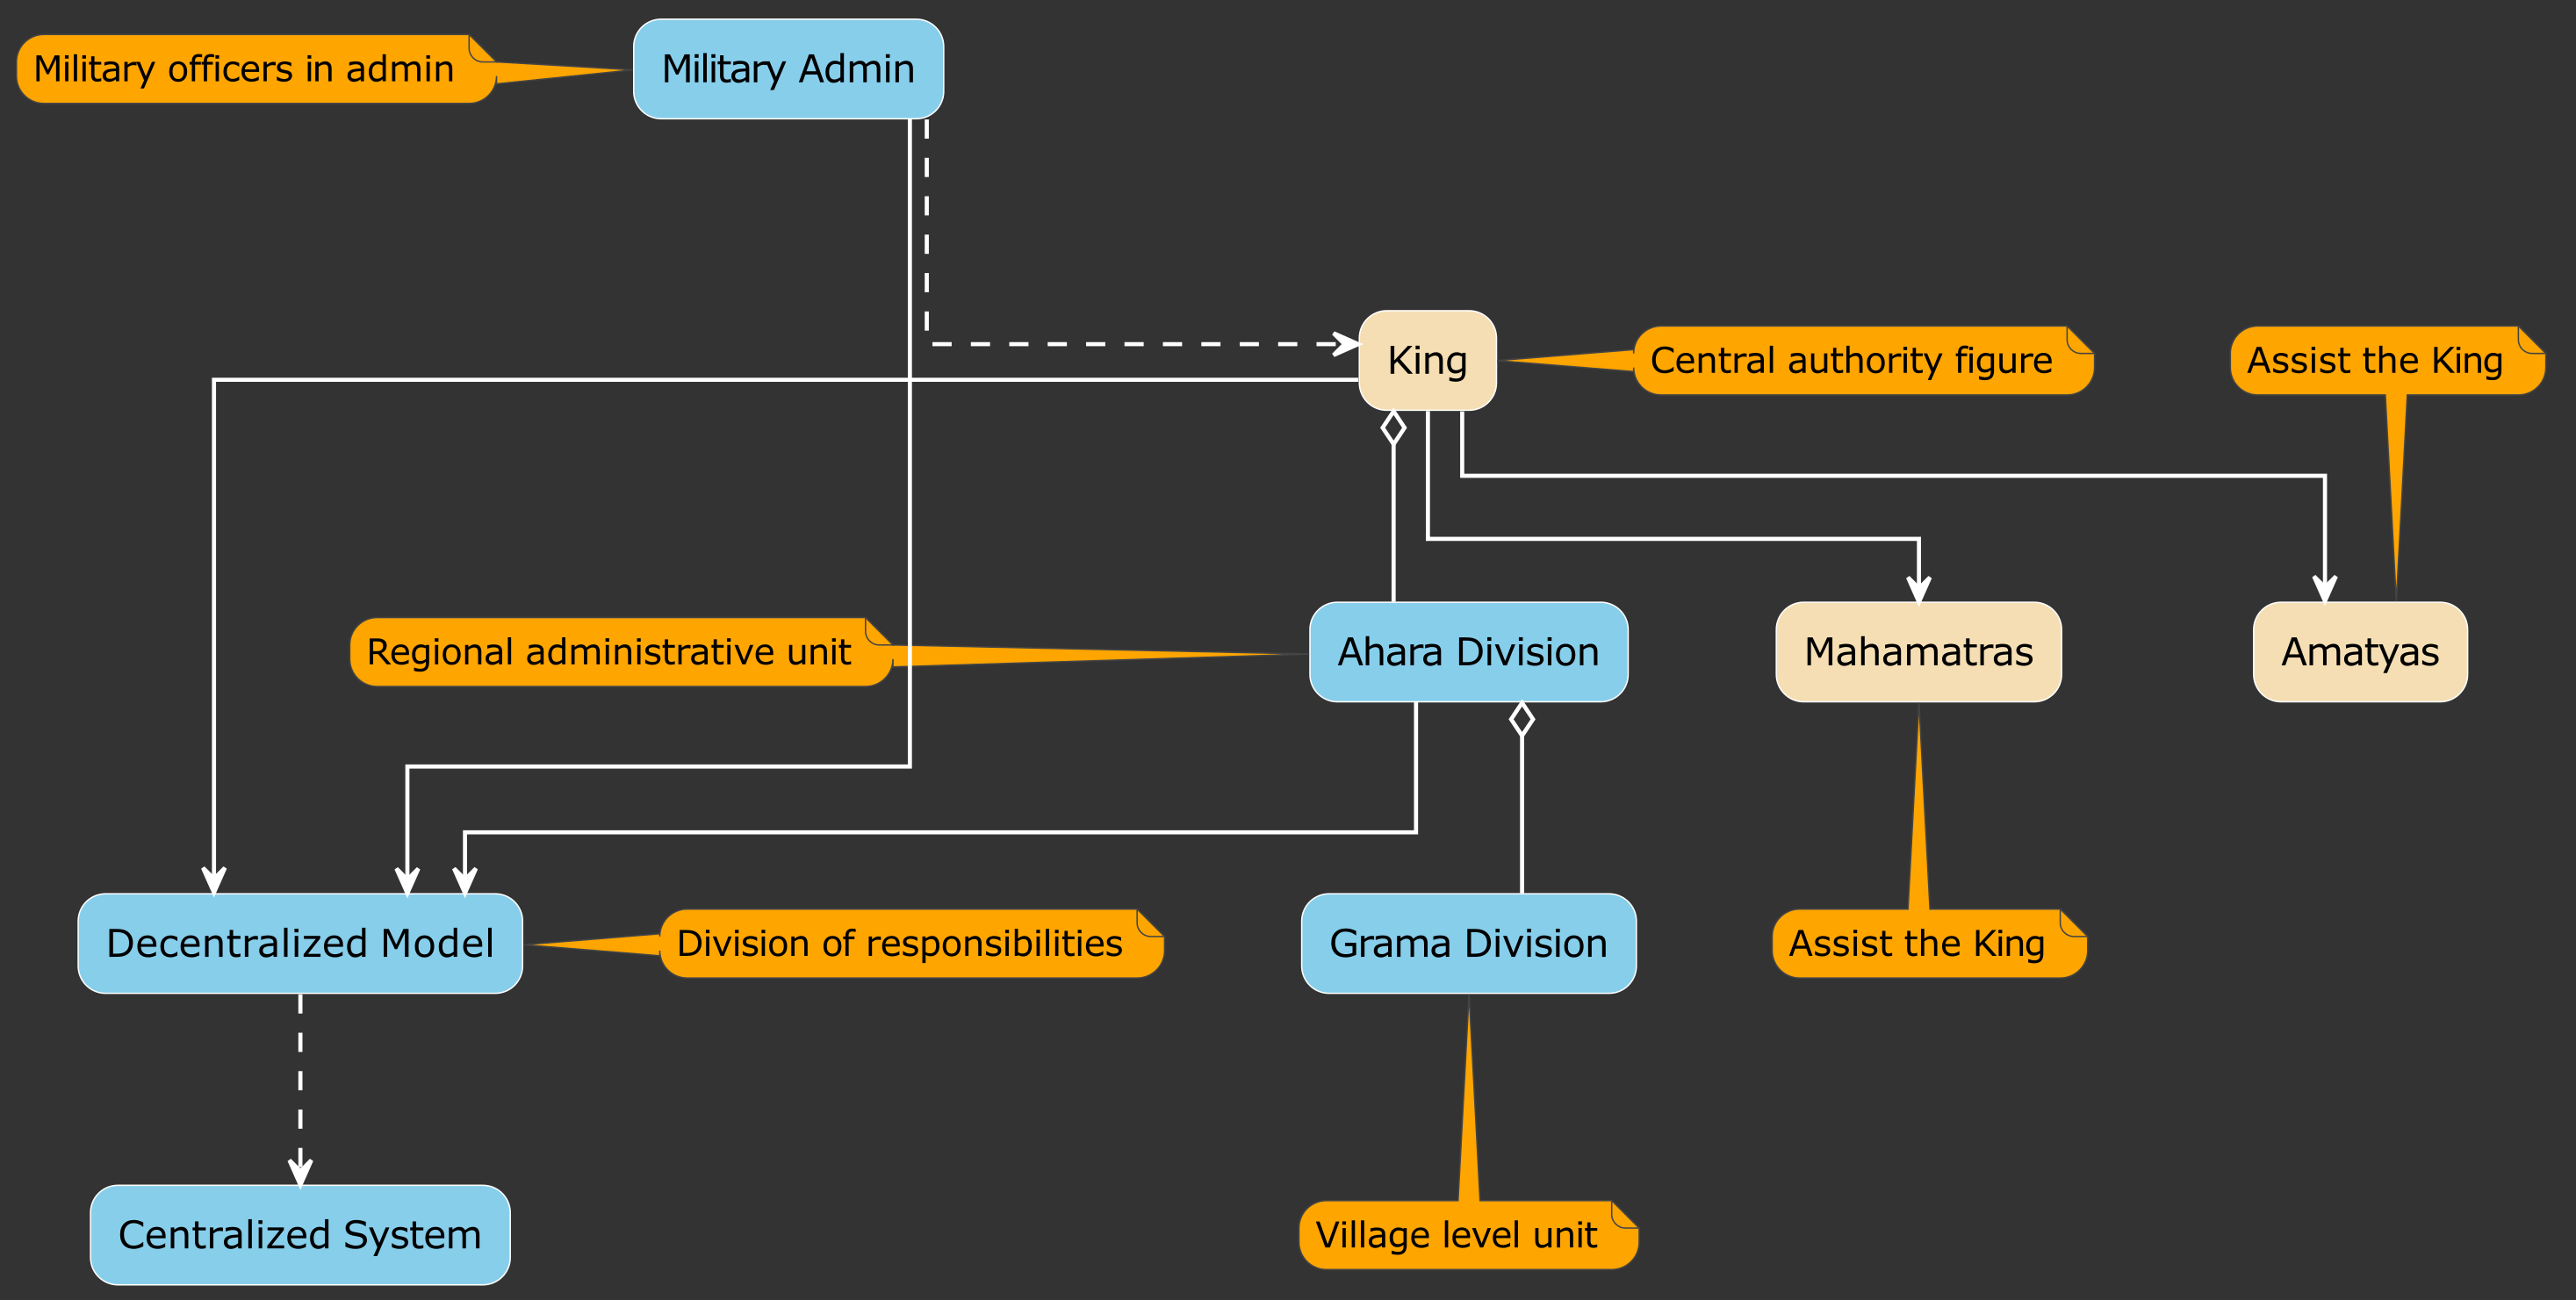 Military officers in admin
Military Admin
King
Central authority figure
Assist the King
Regional administrative unit
Ahara Division
Mahamatras
Amatyas
Decentralized Model
Division of responsibilities
Grama Division
Assist the King
Centralized System
Village level unit